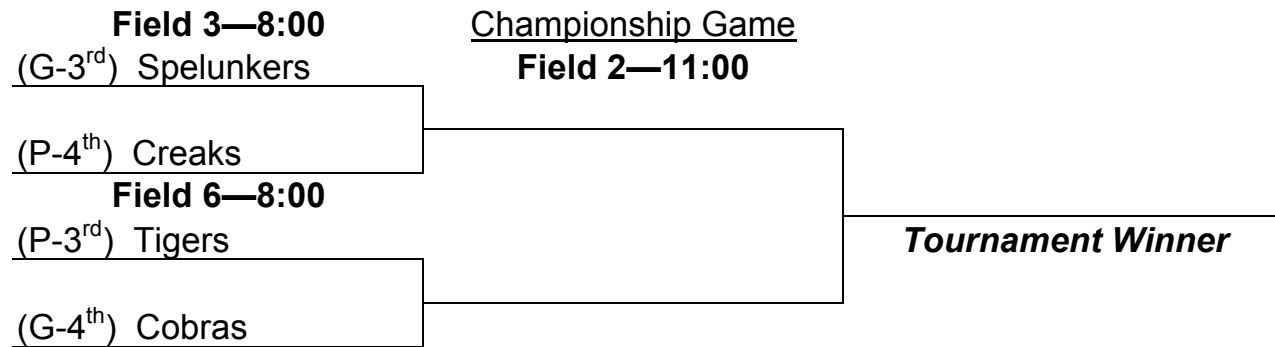 Field 3—8:00
Championship Game
(G-3rd) Spelunkers
Field 2—11:00
(P-4th) Creaks
Field 6—8:00
(P-3rd) Tigers
Tournament Winner
(G-4th) Cobras